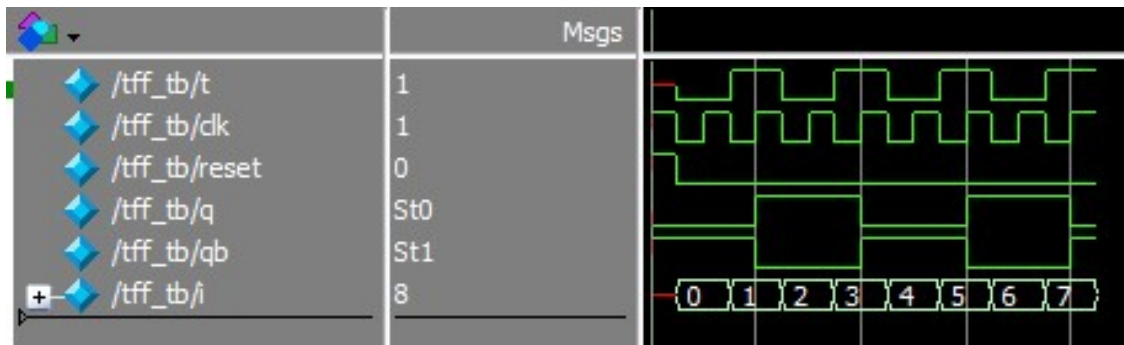 Msgs
/tff_tb/t 1
/tff_tb/clk 1
/tff_tb/reset 0
/tff_tb/q St0
/tff_tb/qb St1
/tff_tb/i 8 0 1 2 3 4 5 6 7